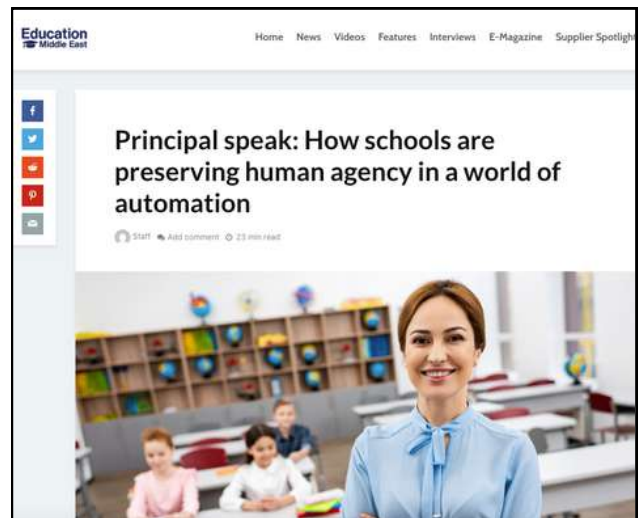 Education
Middle East
Home News Videos Features Interviews E-Magazine Supplier Spotlight
Principal speak: How schools are
preserving human agency in a world of
automation
Staff Add comment 23 min read